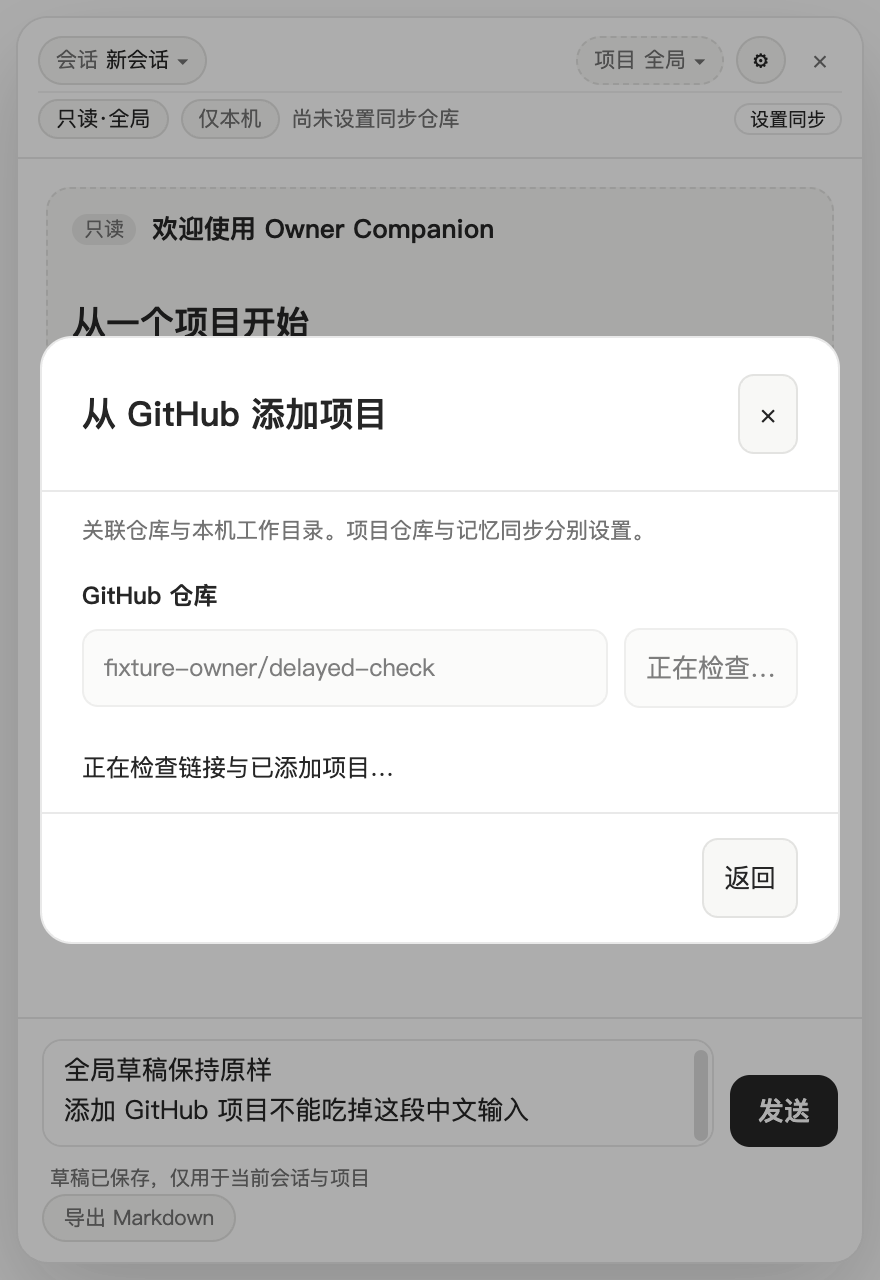 会话 新会话
项目 全局
只读·全局 仅本机 尚未设置同步仓库 设置同步
只读 欢迎使用 Owner Companion
从一个项目开始
从 GitHub 添加项目
关联仓库与本机工作目录。项目仓库与记忆同步分别设置。
GitHub 仓库
fixture-owner/delayed-check 正在检查…
正在检查链接与已添加项目…
返回
全局草稿保持原样
添加 GitHub 项目不能吃掉这段中文输入
发送
草稿已保存，仅用于当前会话与项目
导出 Markdown